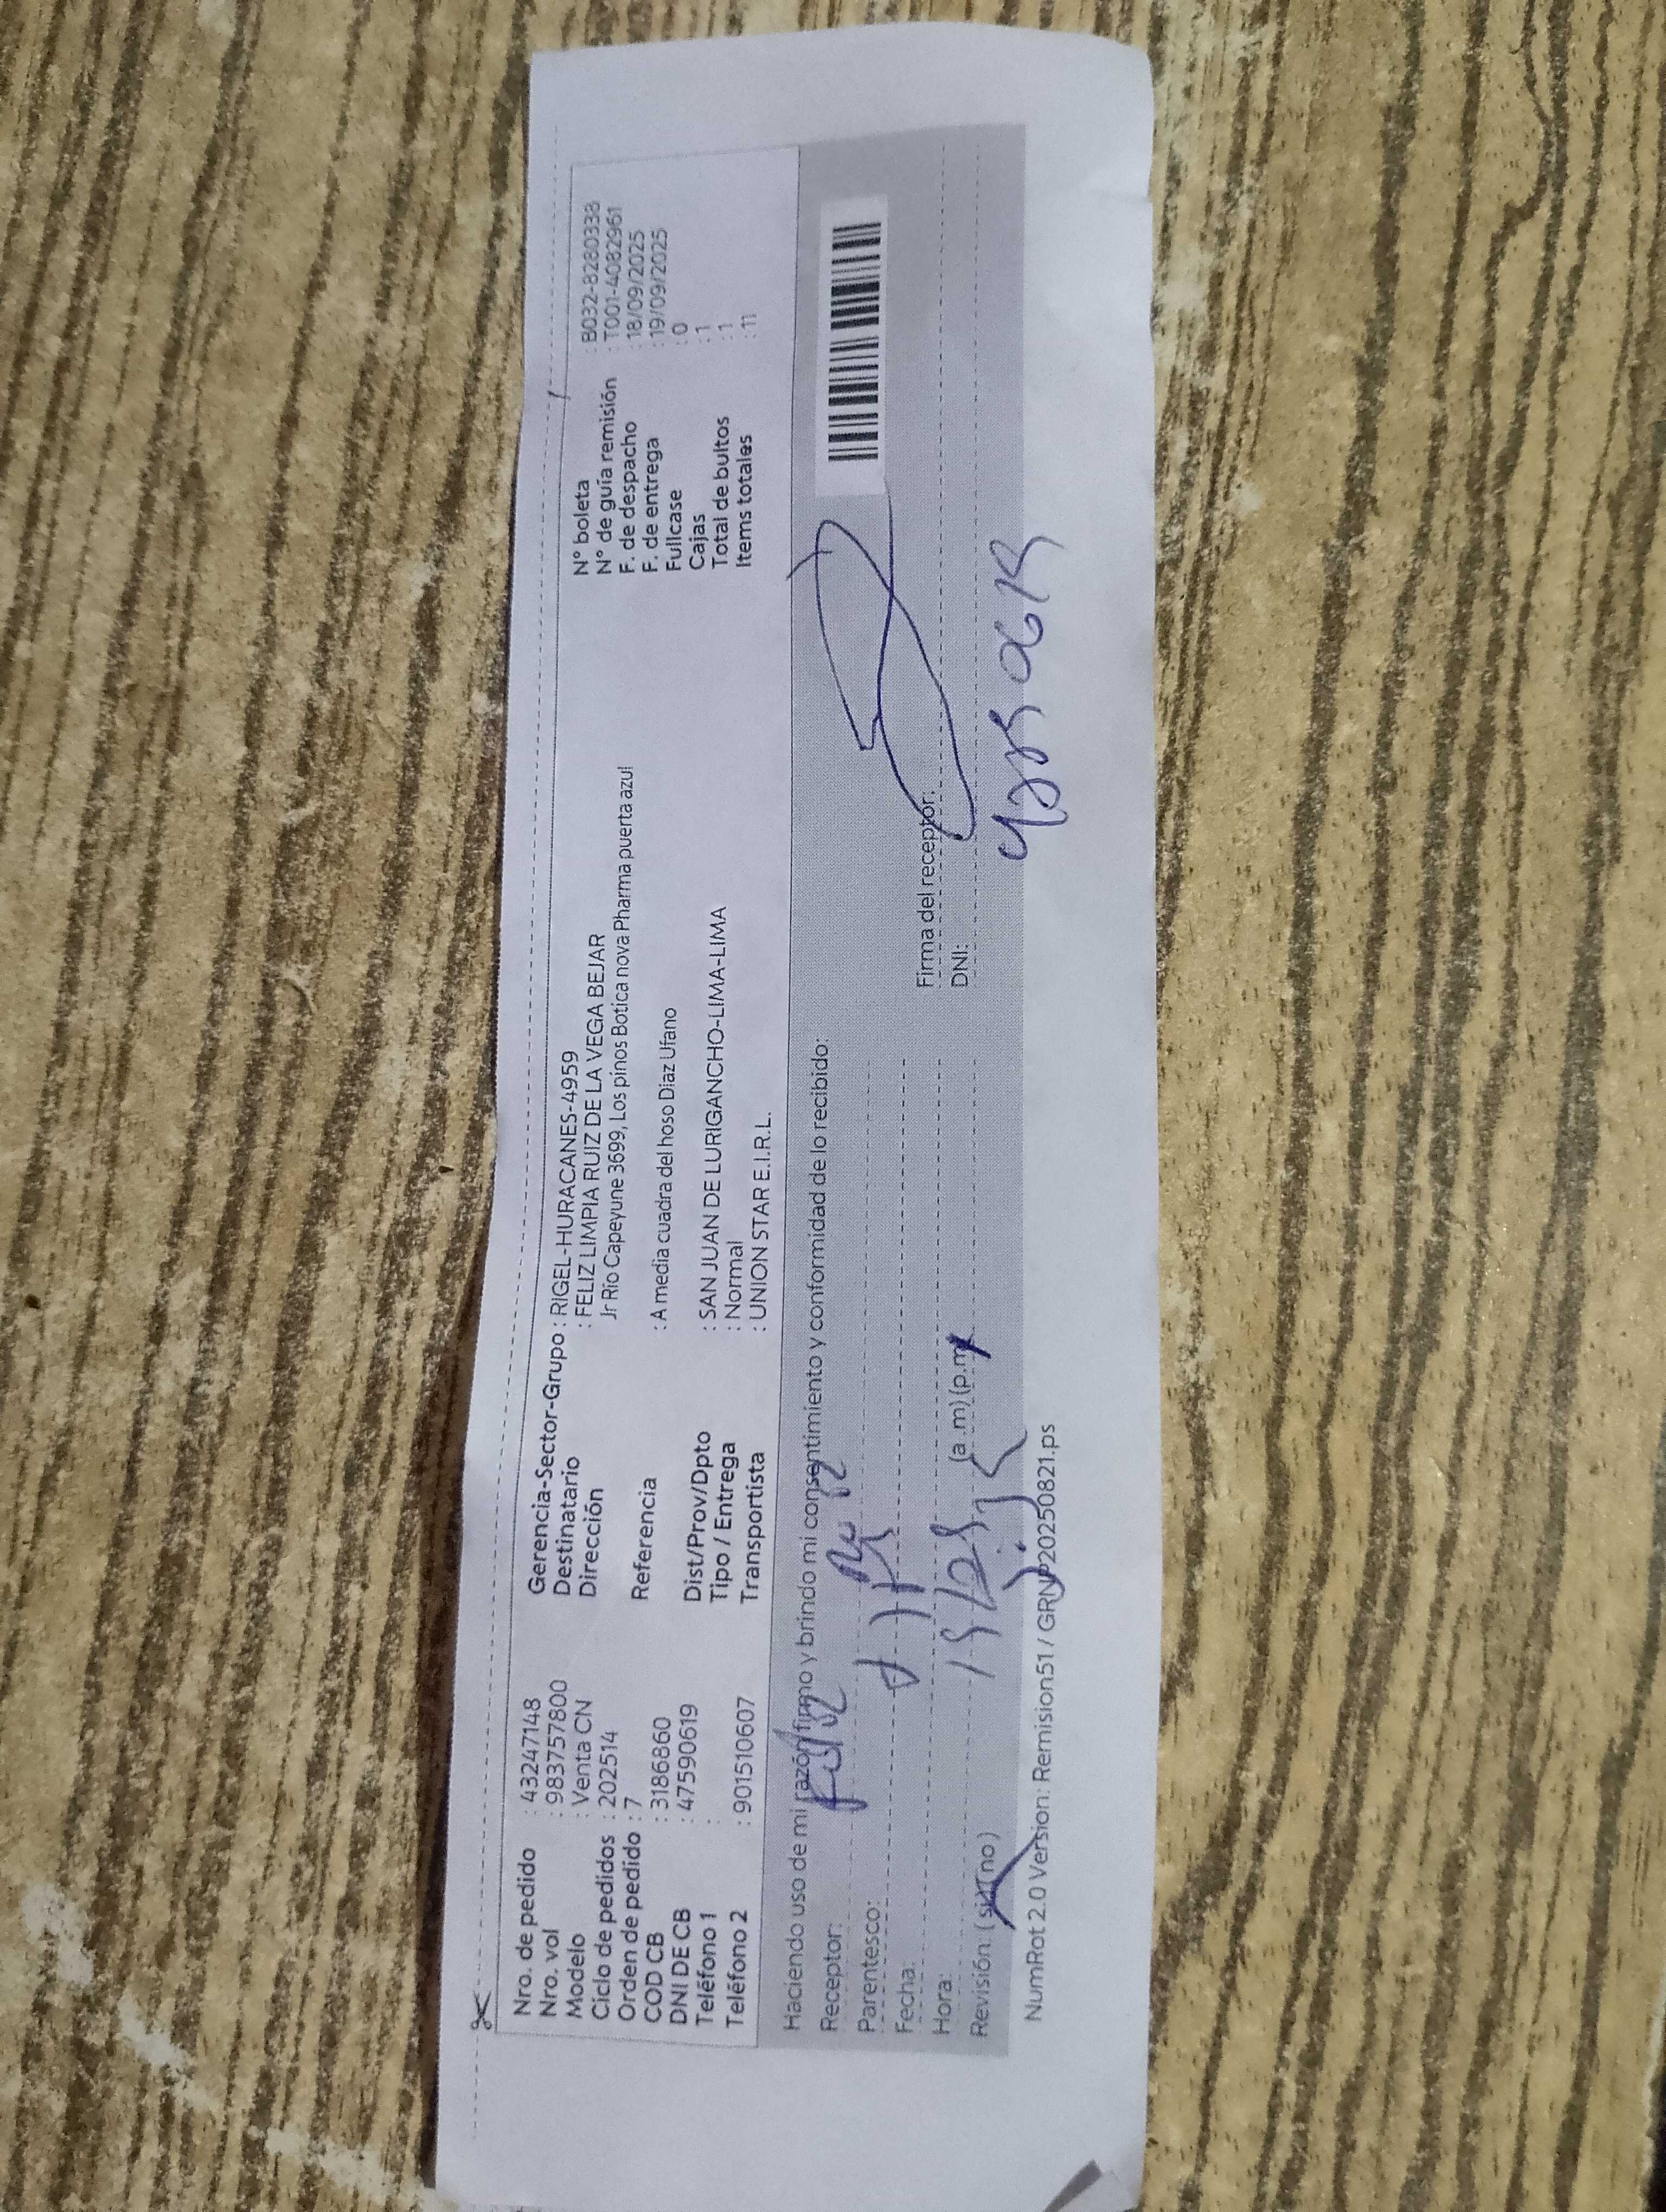 Nro. de pedido : 43247148 Gerencia-Sector-Grupo : RIGEL-HURACANES-4959 N° boleta : B032-8280338
Nro. vol : 983757800 Destinatario : FELIZ LIMPIA RUIZ DE LA VEGA BEJAR N° de guía remisión : T001-4082961
Modelo : Venta CN Dirección Jr Río Capeyune 3699, Los pinos Botica nova Pharma puerta azul F. de despacho : 18/09/2025
Ciclo de pedidos : 202514 F. de entrega : 19/09/2025
Orden de pedido : 7 Referencia : A media cuadra del hoso Díaz Ufano Fullcase : 0
COD CB : 3186860 Cajas : 1
DNI DE CB : 47590619 Dist/Prov/Dpto : SAN JUAN DE LURIGANCHO-LIMA-LIMA Total de bultos : 1
Teléfono 1 : Tipo / Entrega : Normal Items totales : 11
Teléfono 2 : 901510607 Transportista : UNION STAR E.I.R.L.
Haciendo uso de mi razón firmo y brindo mi consentimiento y conformidad de lo recibido:
Receptor:
Parentesco:
Fecha: Firma del receptor:
Hora: DNI:
Revisión: ( si no ) (a.m) (p.m)
NumRot 2.0 Version: Remision51 / GRNP20250821.ps